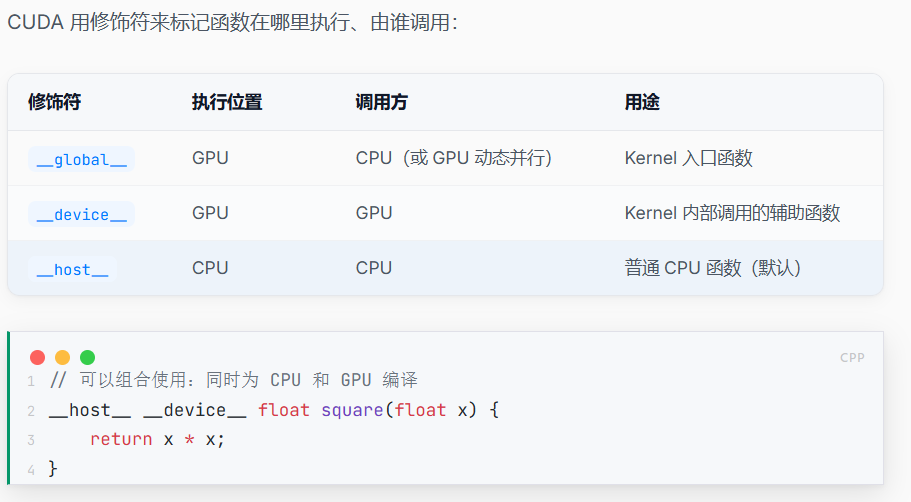 CUDA 用修饰符来标记函数在哪里执行、由谁调用：
修饰符 执行位置 调用方 用途
__global__ GPU CPU（或 GPU 动态并行） Kernel 入口函数
__device__ GPU GPU Kernel 内部调用的辅助函数
__host__ CPU CPU 普通 CPU 函数（默认）
CPP
1 // 可以组合使用：同时为 CPU 和 GPU 编译
2 __host__ __device__ float square(float x) {
3     return x * x;
4 }